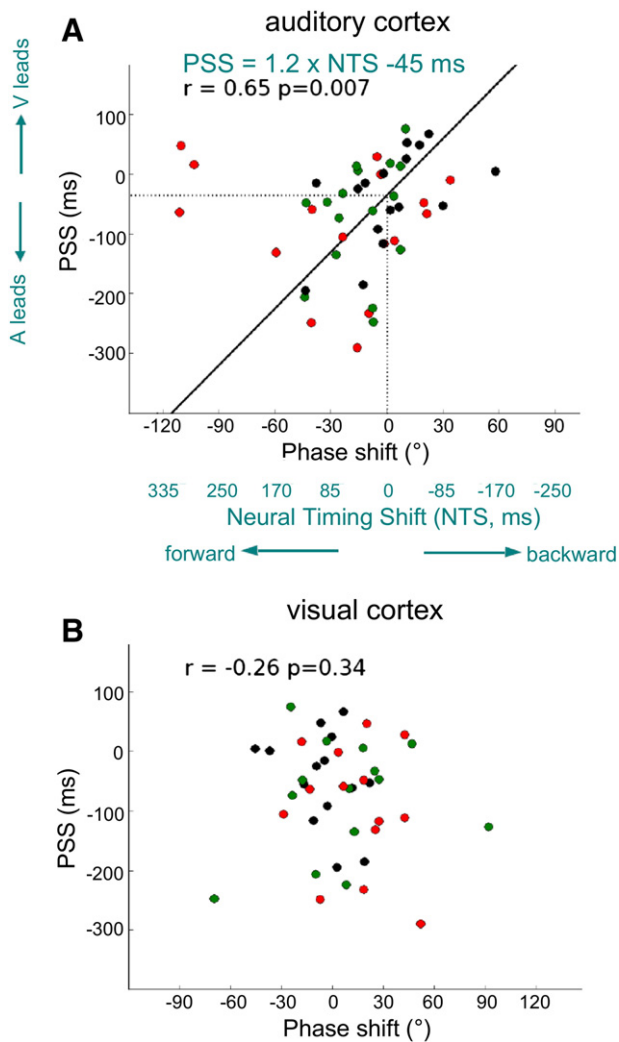 A
auditory cortex
PSS = 1.2 x NTS -45 ms
r = 0.65 p=0.007
V leads
A leads
PSS (ms)
100
0
-100
-200
-300
-120 -90 -60 -30 0 30 60 90
Phase shift (°)
335 250 170 85 0 -85 -170 -250
Neural Timing Shift (NTS, ms)
forward backward
B
visual cortex
r = -0.26 p=0.34
PSS (ms)
100
0
-100
-200
-300
-90 -60 -30 0 30 60 90 120
Phase shift (°)